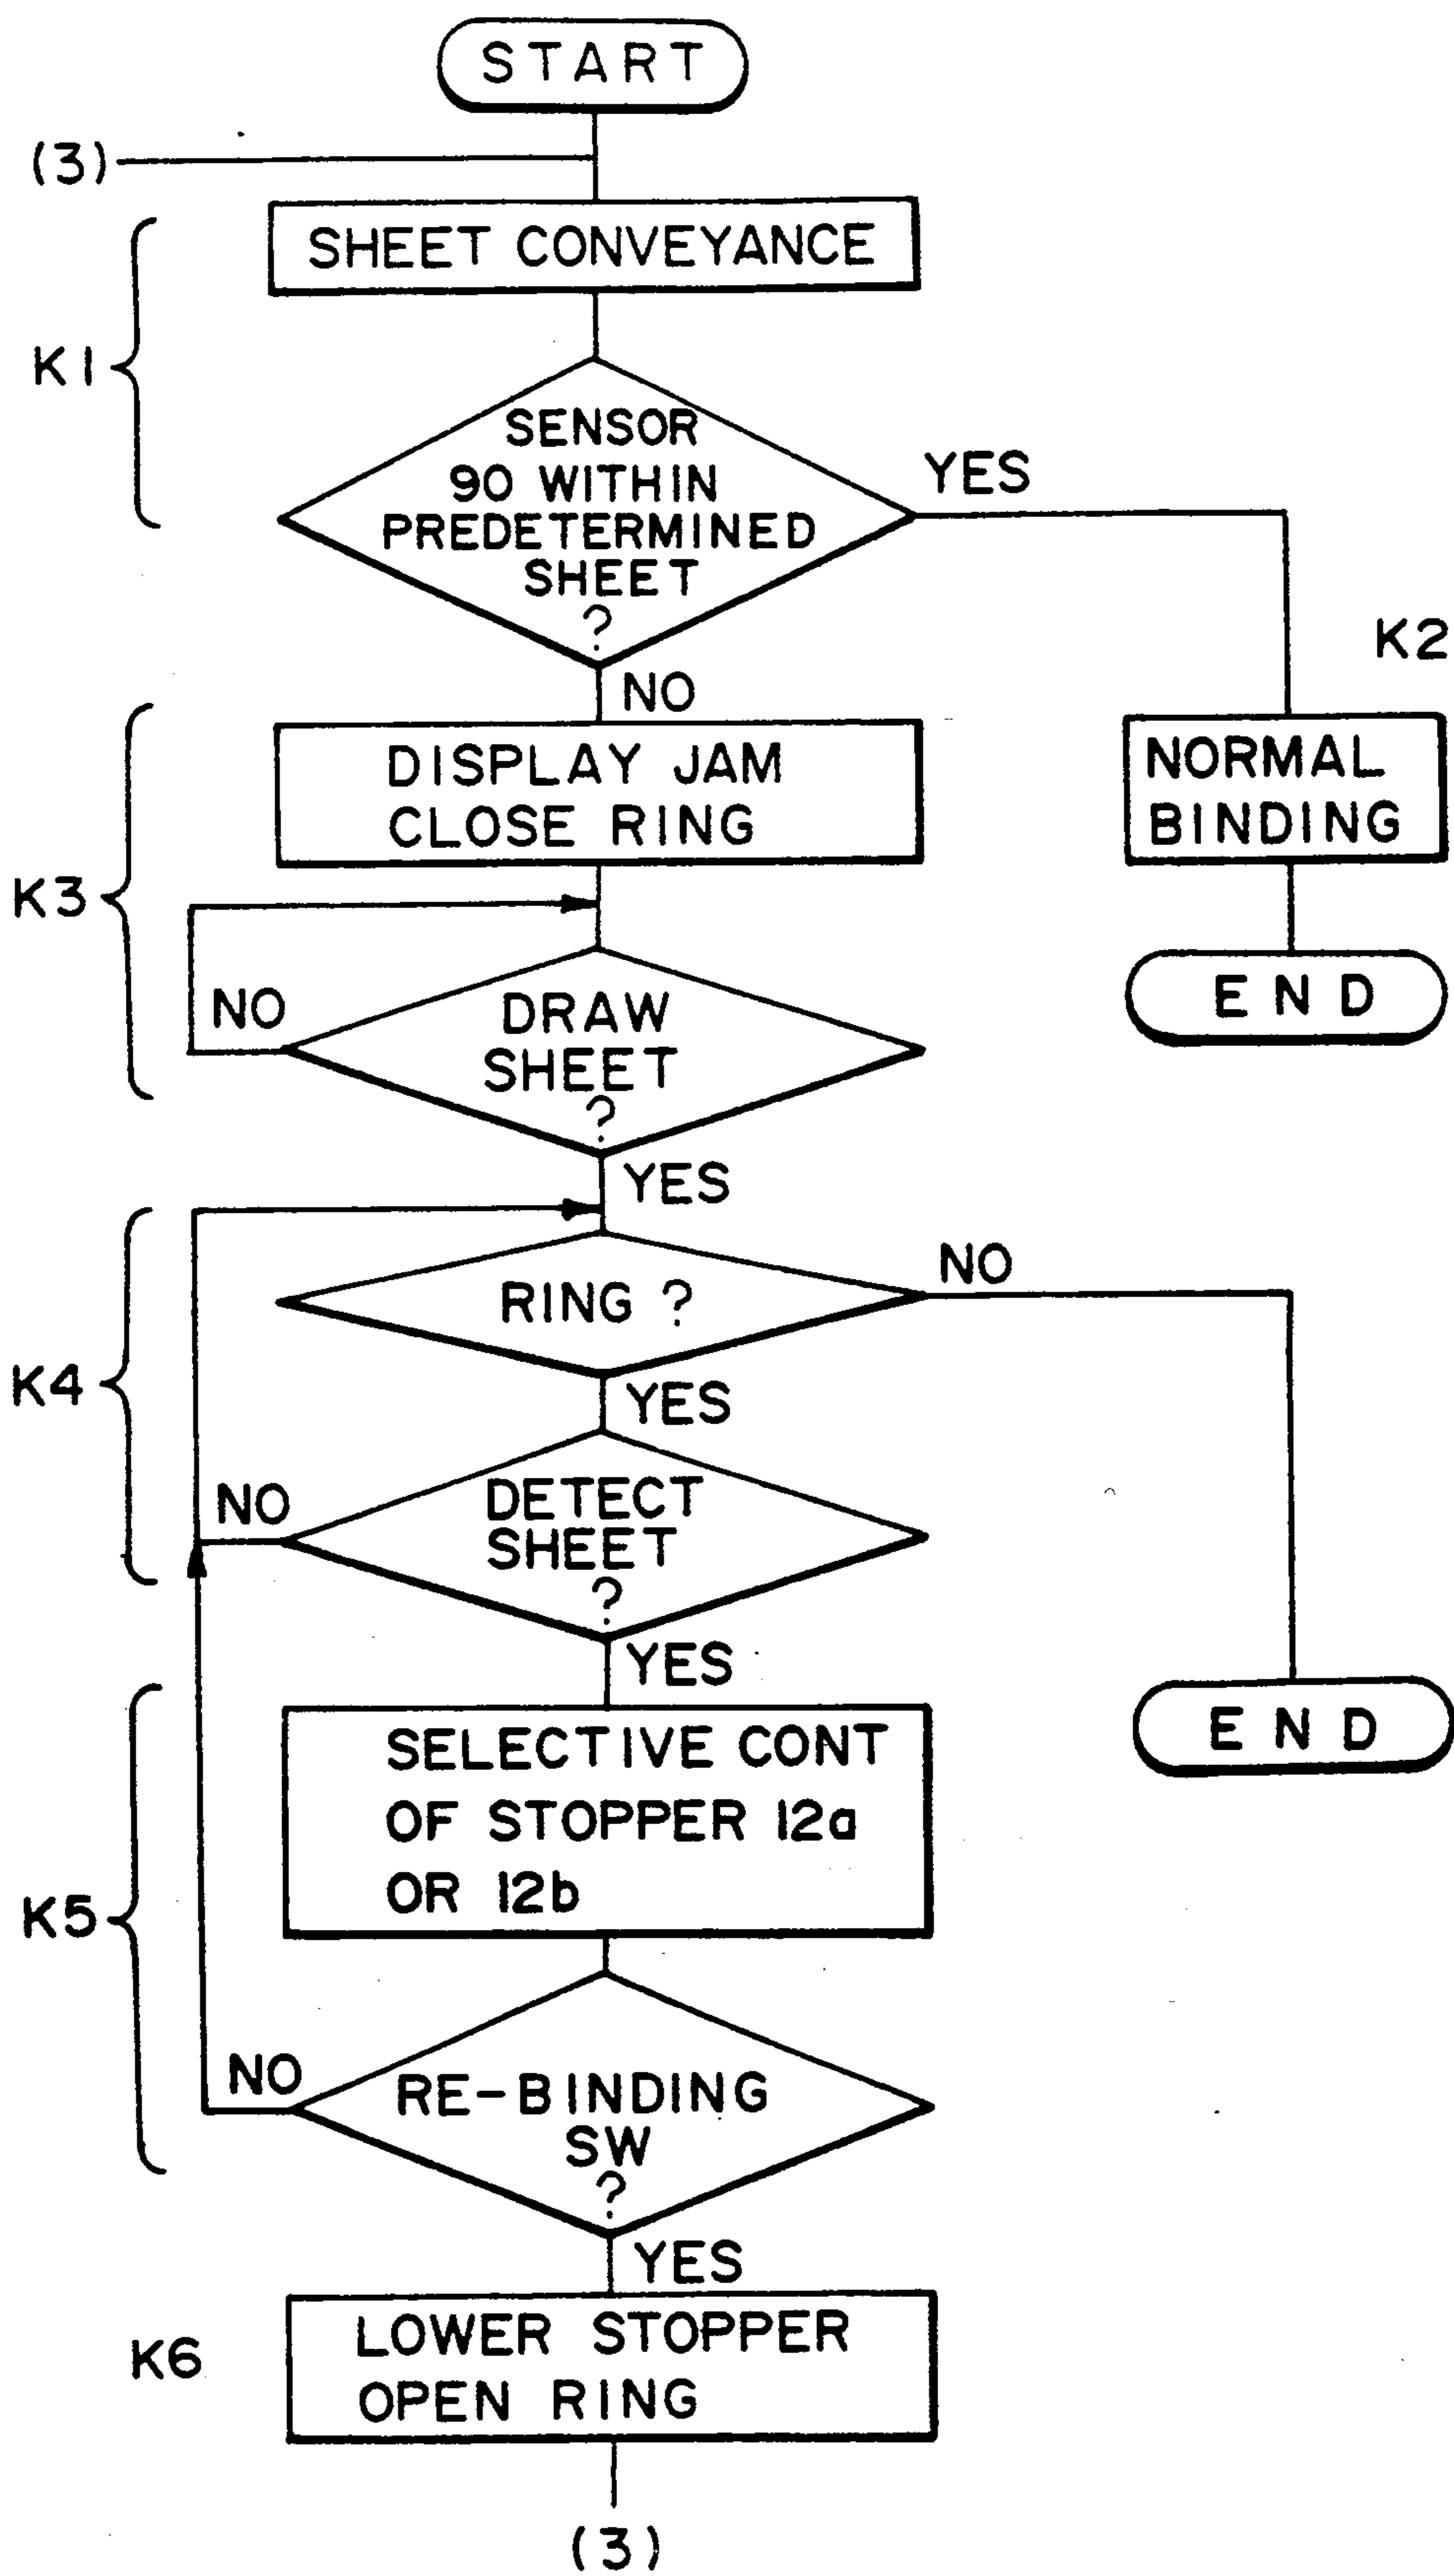 START
(3)
SHEET CONVEYANCE
K1
SENSOR
90 WITHIN
PREDETERMINED
SHEET
?
YES
NO
K2
DISPLAY JAM
CLOSE RING
NORMAL
BINDING
K3
END
NO
DRAW
SHEET
?
YES
RING ?
NO
K4
YES
NO
DETECT
SHEET
?
YES
SELECTIVE CONT
OF STOPPER 12a
OR 12b
END
K5
NO
RE-BINDING
SW
?
YES
K6
LOWER STOPPER
OPEN RING
(3)